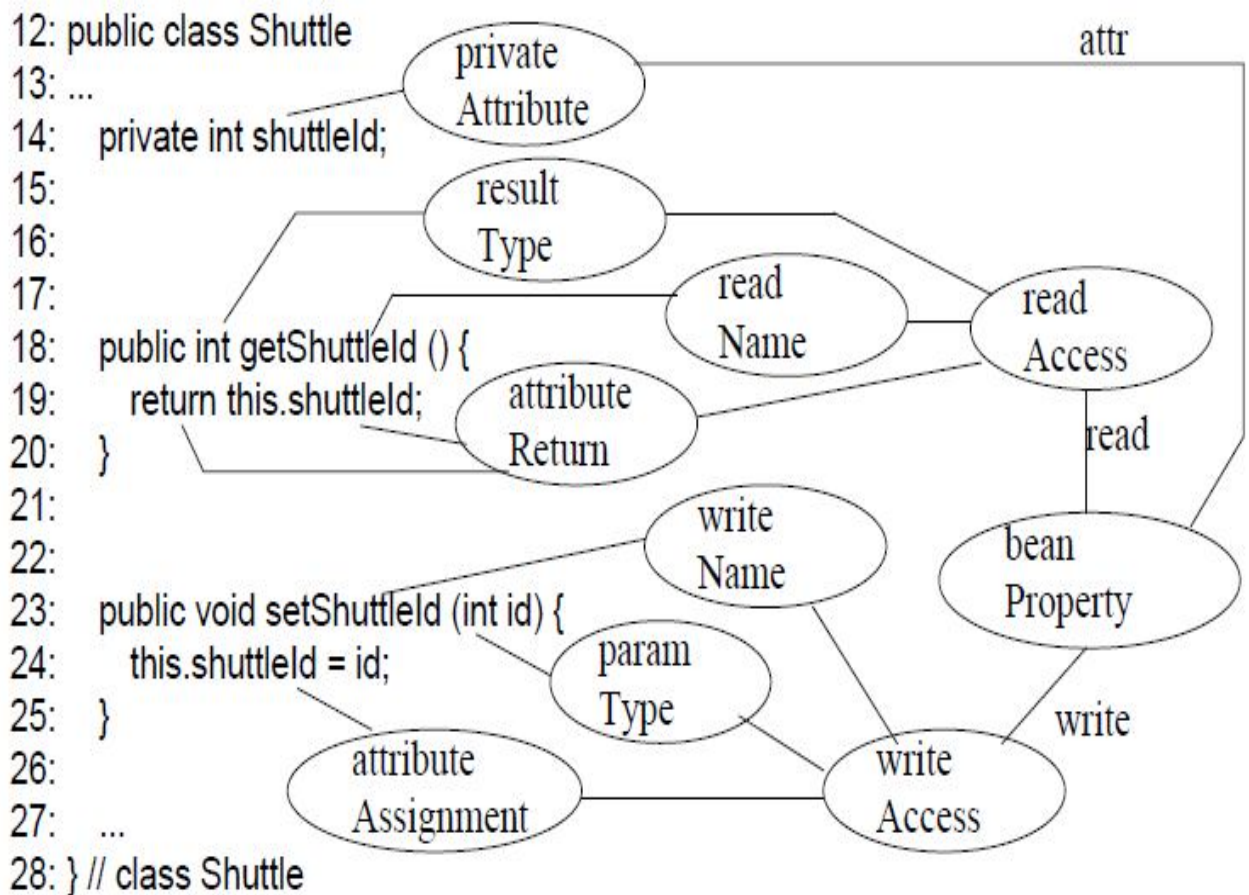 12: public class Shuttle
13: ...
14: private int shuttleId;
15:
16:
17:
18: public int getShuttleId () {
19: return this.shuttleId;
20: }
21:
22:
23: public void setShuttleId (int id) {
24: this.shuttleId = id;
25: }
26:
27: ...
28: } // class Shuttle
private
Attribute
attr
result
Type
read
Name
read
Access
attribute
Return
read
write
Name
bean
Property
param
Type
write
attribute
Assignment
write
Access